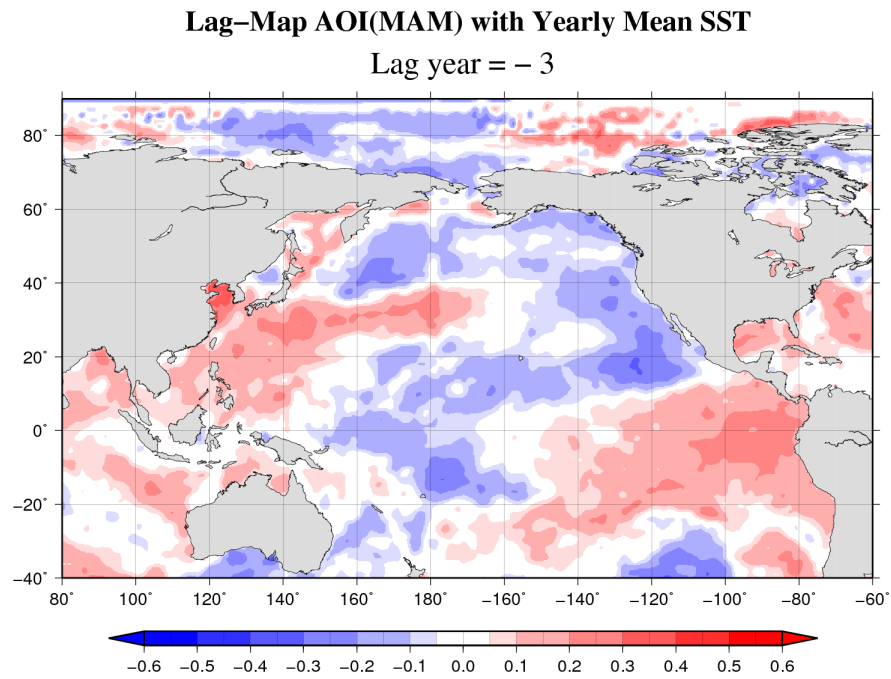 Lag−Map AOI(MAM) with Yearly Mean SST
Lag year = − 3
80˚
60˚
40˚
20˚
0˚
−20˚
−40˚
80 100 120 140 160 180 −160 −140 −120 −100 −80 −60˚
−0.6 −0.5 −0.4 −0.3 −0.2 −0.1 0.0 0.1 0.2 0.3 0.4 0.5 0.6